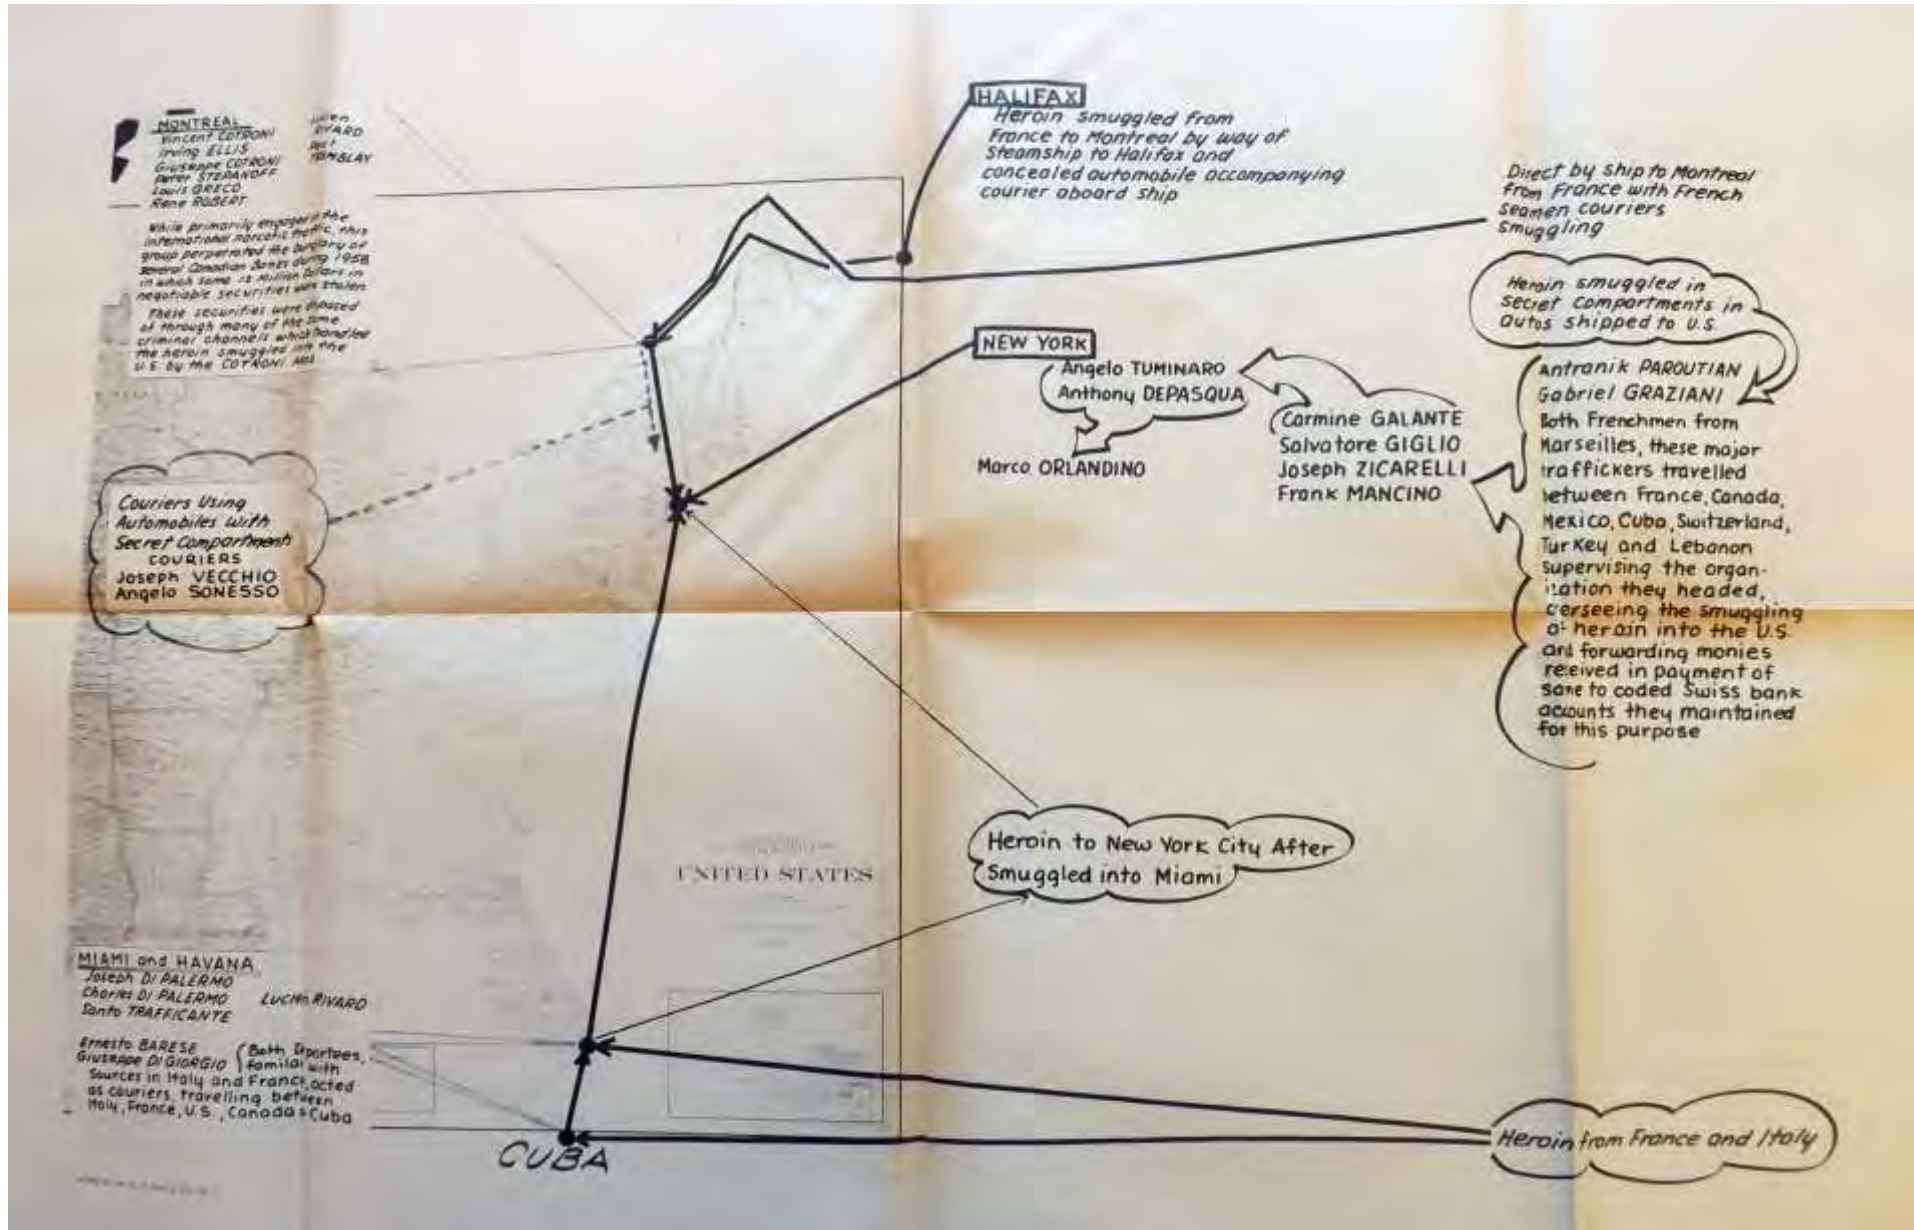 MONTREAL
Vincent COTRONI
Irving ELLIS
Giuseppe COTRONI
Peter STEPANOFF
Louis GRECO
Rene ROBERT
RIVARD
TREMBLAY
While primarily engaged in the
international narcotic traffic, this
group perpetrated the burglary of
several Canadian Banks during 1958
in which some Million Dollars in
negotiable securities was stolen
These securities were disposed
of through many of the same
criminal channels which handled
the heroin smuggled into the
U.S. by the COTRONI
HALIFAX
Heroin smuggled from
France to Montreal by way of
Steamship to Halifax and
concealed automobile accompanying
courier aboard ship
Direct by ship to Montreal
from France with French
Seamen couriers
Smuggling
Heroin smuggled in
Secret Compartments in
autos shipped to U.S
NEW YORK
Angelo TUMINARO
Anthony DEPASQUA
Marco ORLANDINO
Carmine GALANTE
Salvatore GIGLIO
Joseph ZICARELLI
Frank MANCINO
Antranik PAROUTIAN
Gabriel GRAZIANI
Both Frenchmen from
Marseilles, these major
traffickers travelled
between France, Canada,
Mexico, Cuba, Switzerland,
Turkey and Lebanon
supervising the organ-
ization they headed,
overseeing the smuggling
of heroin into the U.S.
and forwarding monies
received in payment of
same to coded Swiss bank
accounts they maintained
for this purpose
Couriers Using
Automobiles with
Secret Compartments
COURIERS
Joseph VECCHIO
Angelo SONESSO
Heroin to New York City After
Smuggled into Miami
UNITED STATES
MIAMI and HAVANA
Joseph DI PALERMO
Charles DI PALERMO
Santo TRAFFICANTE
Lucien RIVARD
Ernesto BARESE
Giuseppe DI GIORGIO
Both Deportees,
familar with
Sources in Italy and France, acted
as couriers travelling between
Italy, France, U.S., Canada & Cuba
CUBA
Heroin from France and Italy